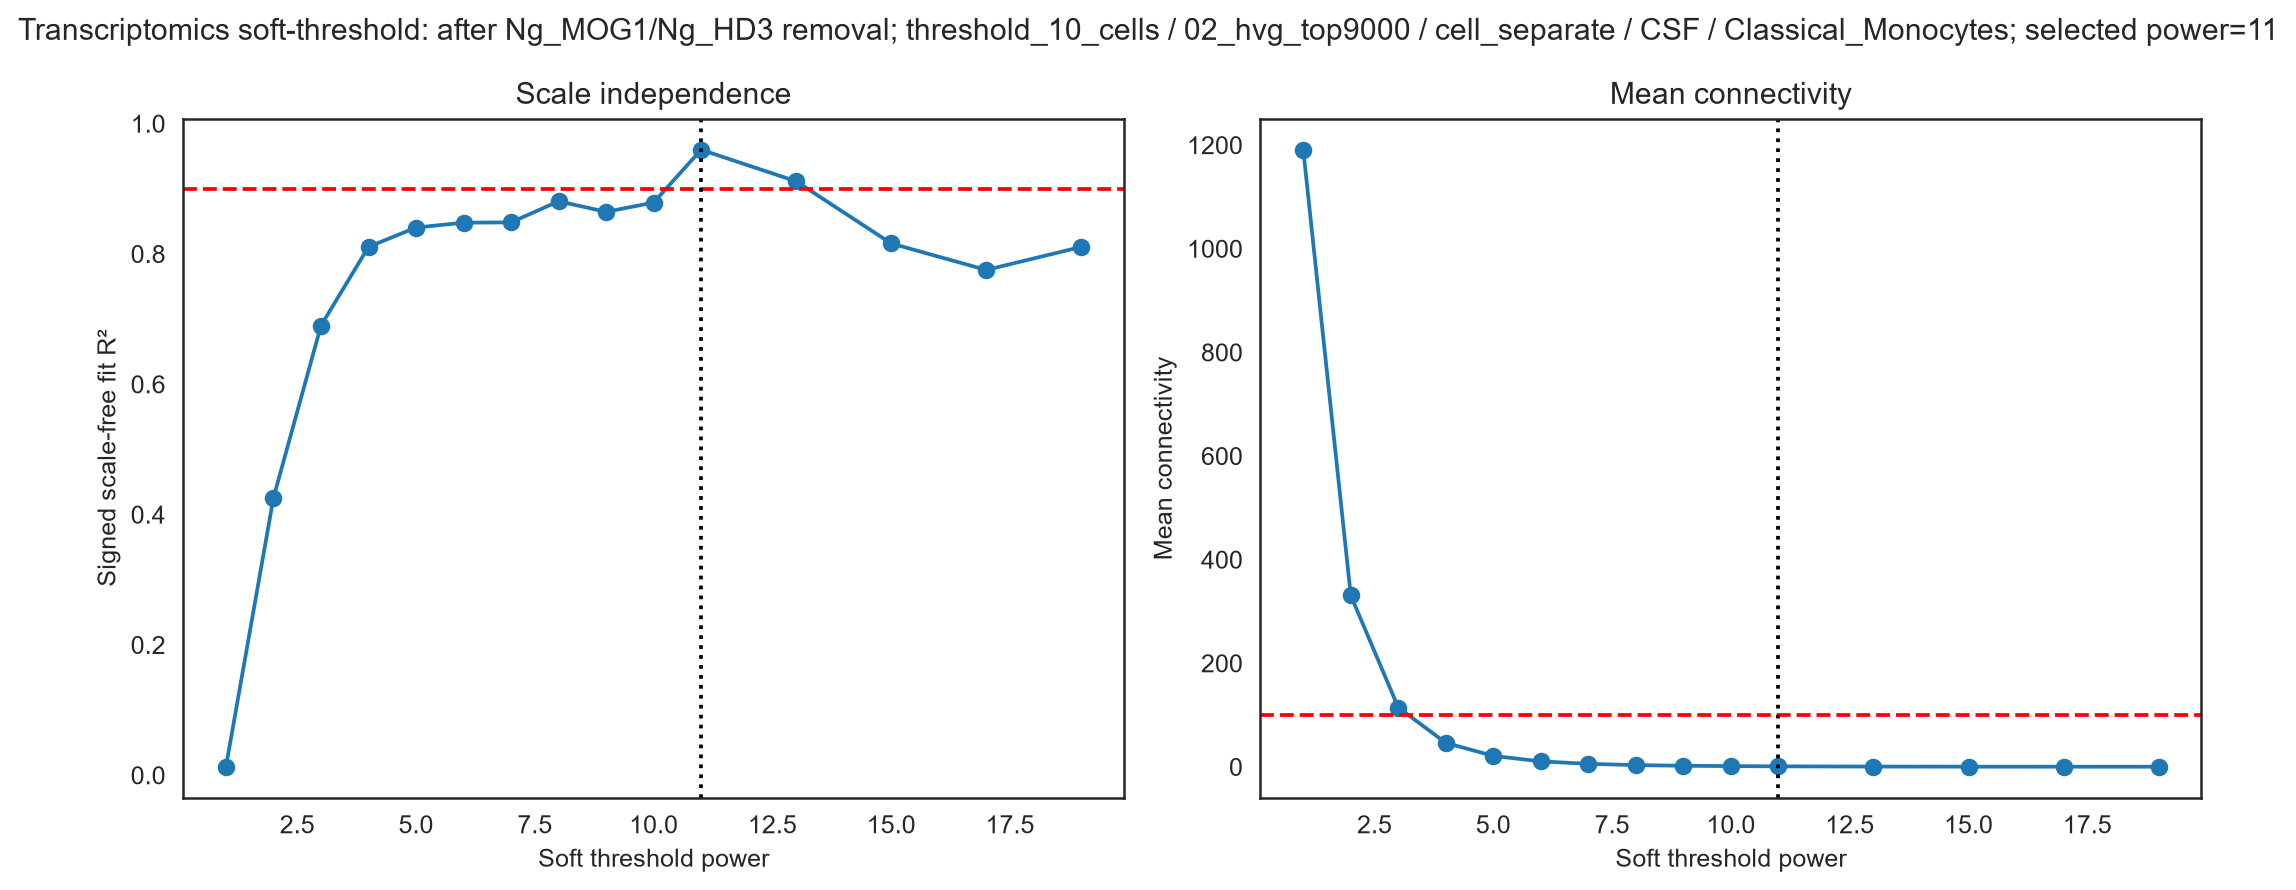 Transcriptomics soft-threshold: after Ng_MOG1/Ng_HD3 removal; threshold_10_cells / 02_hvg_top9000 / cell_separate / CSF / Classical_Monocytes; selected power=11
Scale independence
Signed scale-free fit R²
1.0
0.8
0.6
0.4
0.2
0.0
2.5 5.0 7.5 10.0 12.5 15.0 17.5
Soft threshold power
Mean connectivity
Mean connectivity
1200
1000
800
600
400
200
0
2.5 5.0 7.5 10.0 12.5 15.0 17.5
Soft threshold power